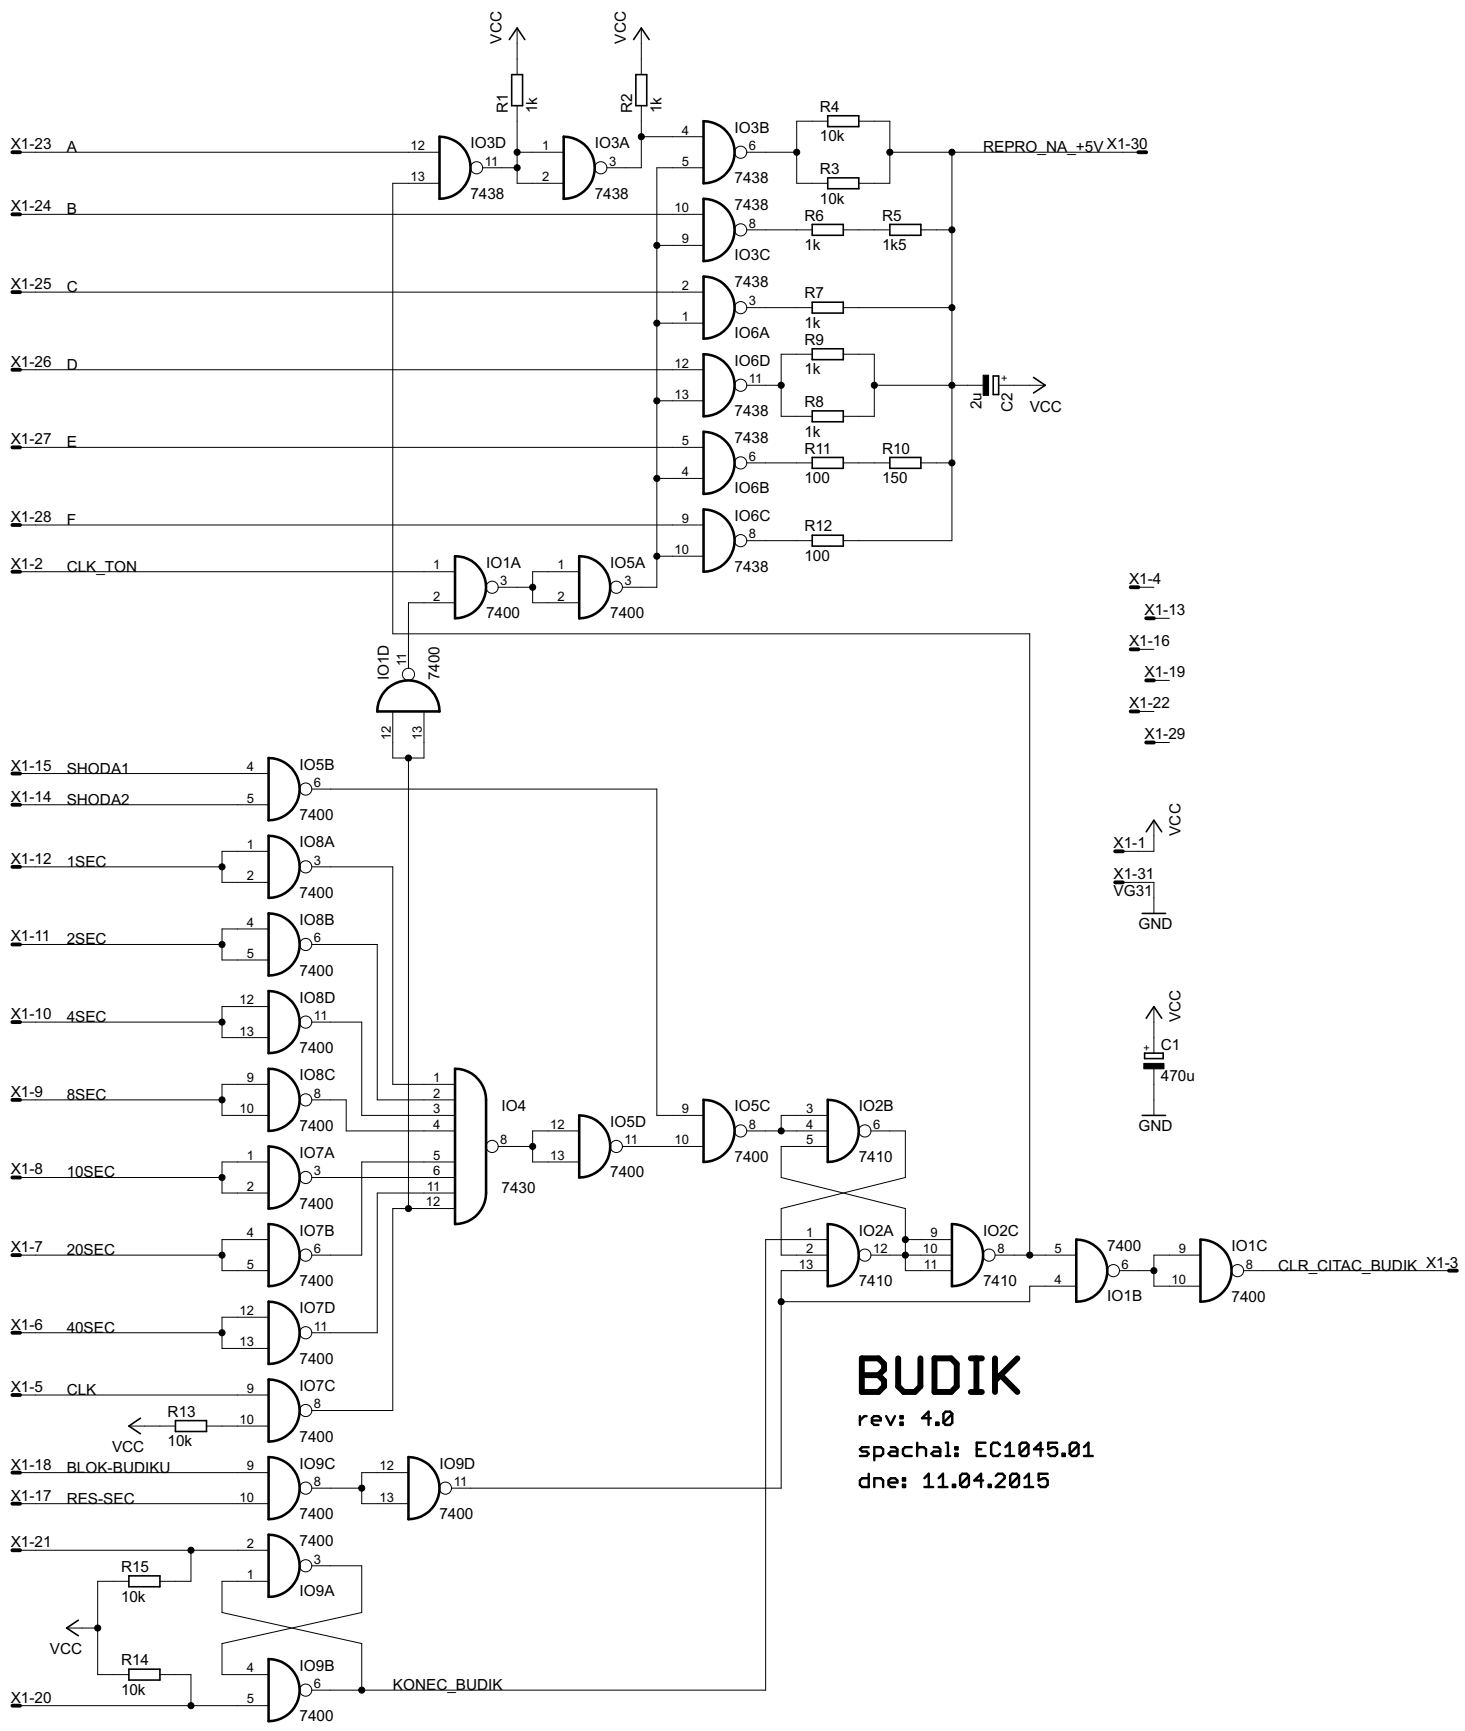 VCC
R1
1k
VCC
R2
1k
X1-23 A
12
13
IO3D
11
7438
1
2
IO3A
3
7438
4
5
IO3B
6
7438
R4
10k
R3
10k
REPRO_NA_+5V X1-30
X1-24 B
10
9
7438
8
IO3C
R6
1k
R5
1k5
X1-25 C
2
1
7438
3
IO6A
R7
1k
X1-26 D
12
13
IO6D
11
7438
R9
1k
R8
1k
2u
C2
+
VCC
X1-27 E
5
4
7438
6
IO6B
R11
100
R10
150
X1-28 F
9
10
IO6C
8
7438
R12
100
X1-2 CLK_TON
1
2
IO1A
3
7400
1
2
IO5A
3
7400
X1-4
X1-13
X1-16
X1-19
X1-22
X1-29
IO1D
11
7400
12
13
X1-15 SHODA1
X1-14 SHODA2
4
5
IO5B
6
7400
X1-12 1SEC
1
2
IO8A
3
7400
VCC
X1-1
X1-31
VG31
GND
X1-11 2SEC
4
5
IO8B
6
7400
X1-10 4SEC
12
13
IO8D
11
7400
VCC
+
C1
470u
GND
X1-9 8SEC
9
10
IO8C
8
7400
X1-8 10SEC
1
2
IO7A
3
7400
1
2
3
4
5
6
11
12
IO4
8
7430
12
13
IO5D
11
7400
9
10
IO5C
8
7400
3
4
5
IO2B
6
7410
X1-7 20SEC
4
5
IO7B
6
7400
1
2
13
IO2A
12
7410
9
10
11
IO2C
8
7410
5
4
7400
6
IO1B
9
10
IO1C
8
7400
CLR_CITAC_BUDIK X1-3
X1-6 40SEC
12
13
IO7D
11
7400
X1-5 CLK
9
10
IO7C
8
7400
R13
10k
VCC
BUDIK
rev: 4.0
spachal: EC1045.01
dne: 11.04.2015
X1-18 BLOK-BUDIKU
X1-17 RES-SEC
9
10
IO9C
8
7400
12
13
IO9D
11
7400
X1-21
2
1
7400
3
IO9A
R15
10k
VCC
R14
10k
X1-20
4
5
IO9B
6
7400
KONEC_BUDIK